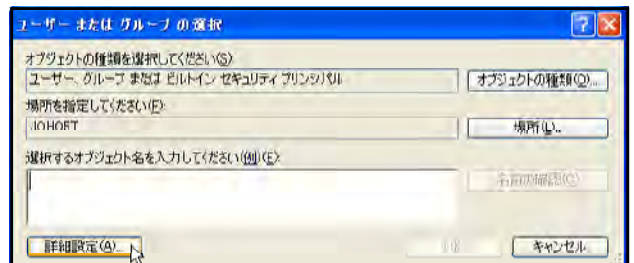 ユーザー または グループ の選択
オブジェクトの種類を選択してください(S):
ユーザー、グループ または ビルトイン セキュリティ プリンシパル
オブジェクトの種類(O)...
場所を指定してください(F):
場所(L)...
選択するオブジェクト名を入力してください(例)(E):
名前の確認(C)
詳細設定(A)...
OK
キャンセル